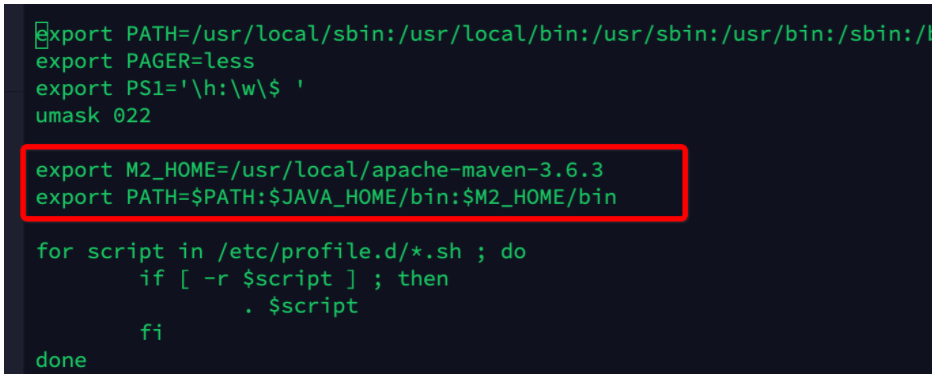 export PATH=/usr/local/sbin:/usr/local/bin:/usr/sbin:/usr/bin:/sbin:/b
export PAGER=less
export PS1='\h:\w\$ '
umask 022
export M2_HOME=/usr/local/apache-maven-3.6.3
export PATH=$PATH:$JAVA_HOME/bin:$M2_HOME/bin
for script in /etc/profile.d/*.sh ; do
        if [ -r $script ] ; then
                . $script
        fi
done